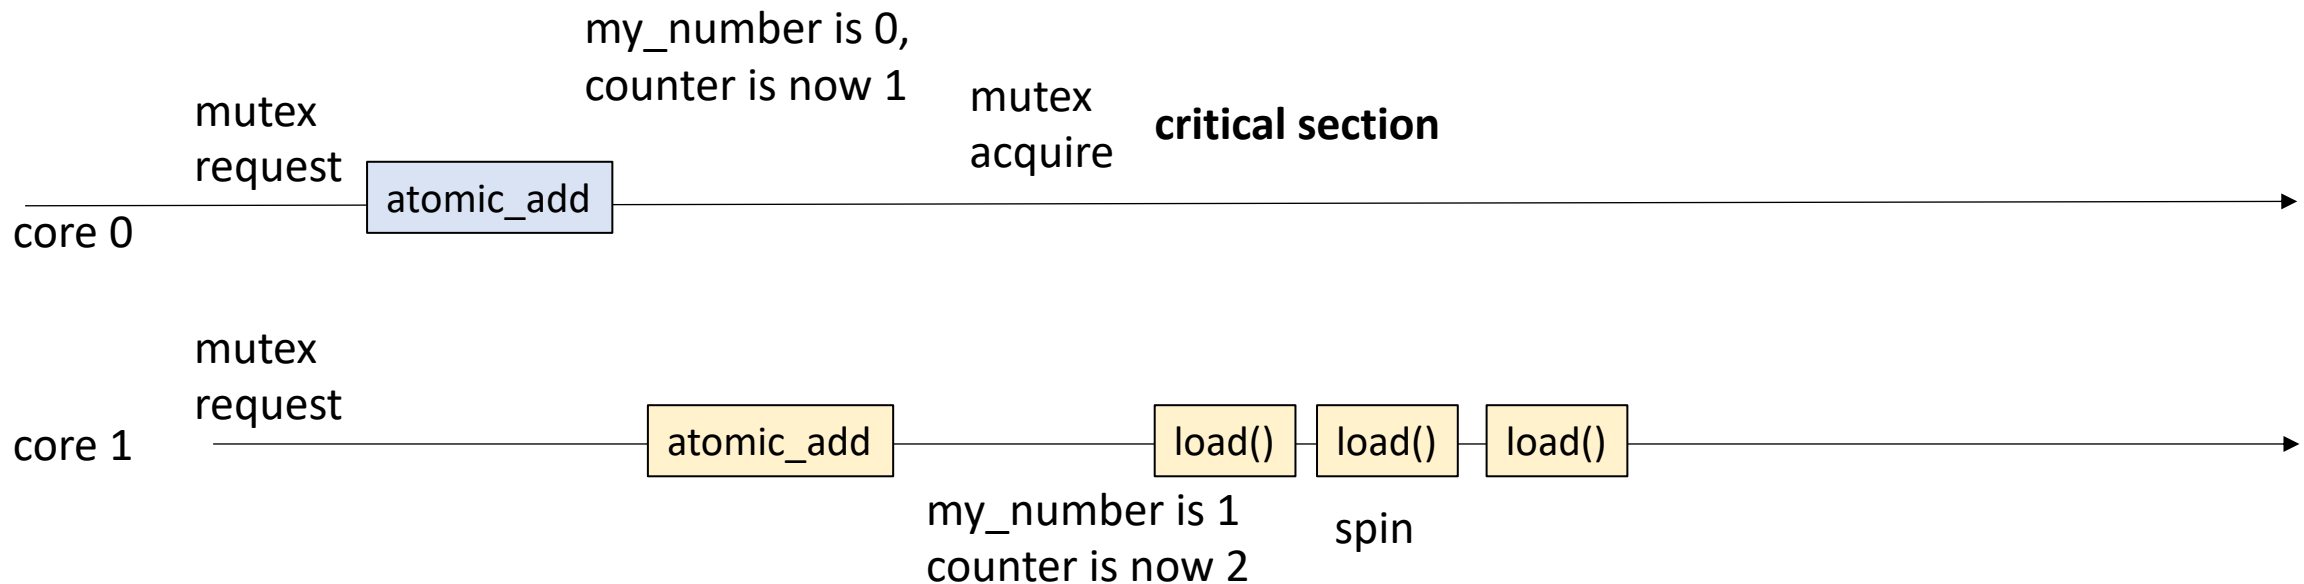 my_number is 0,
counter is now 1
mutex
request
mutex
acquire
critical section
atomic_add
core 0
mutex
request
core 1
atomic_add
load()
load()
load()
my_number is 1
counter is now 2
spin